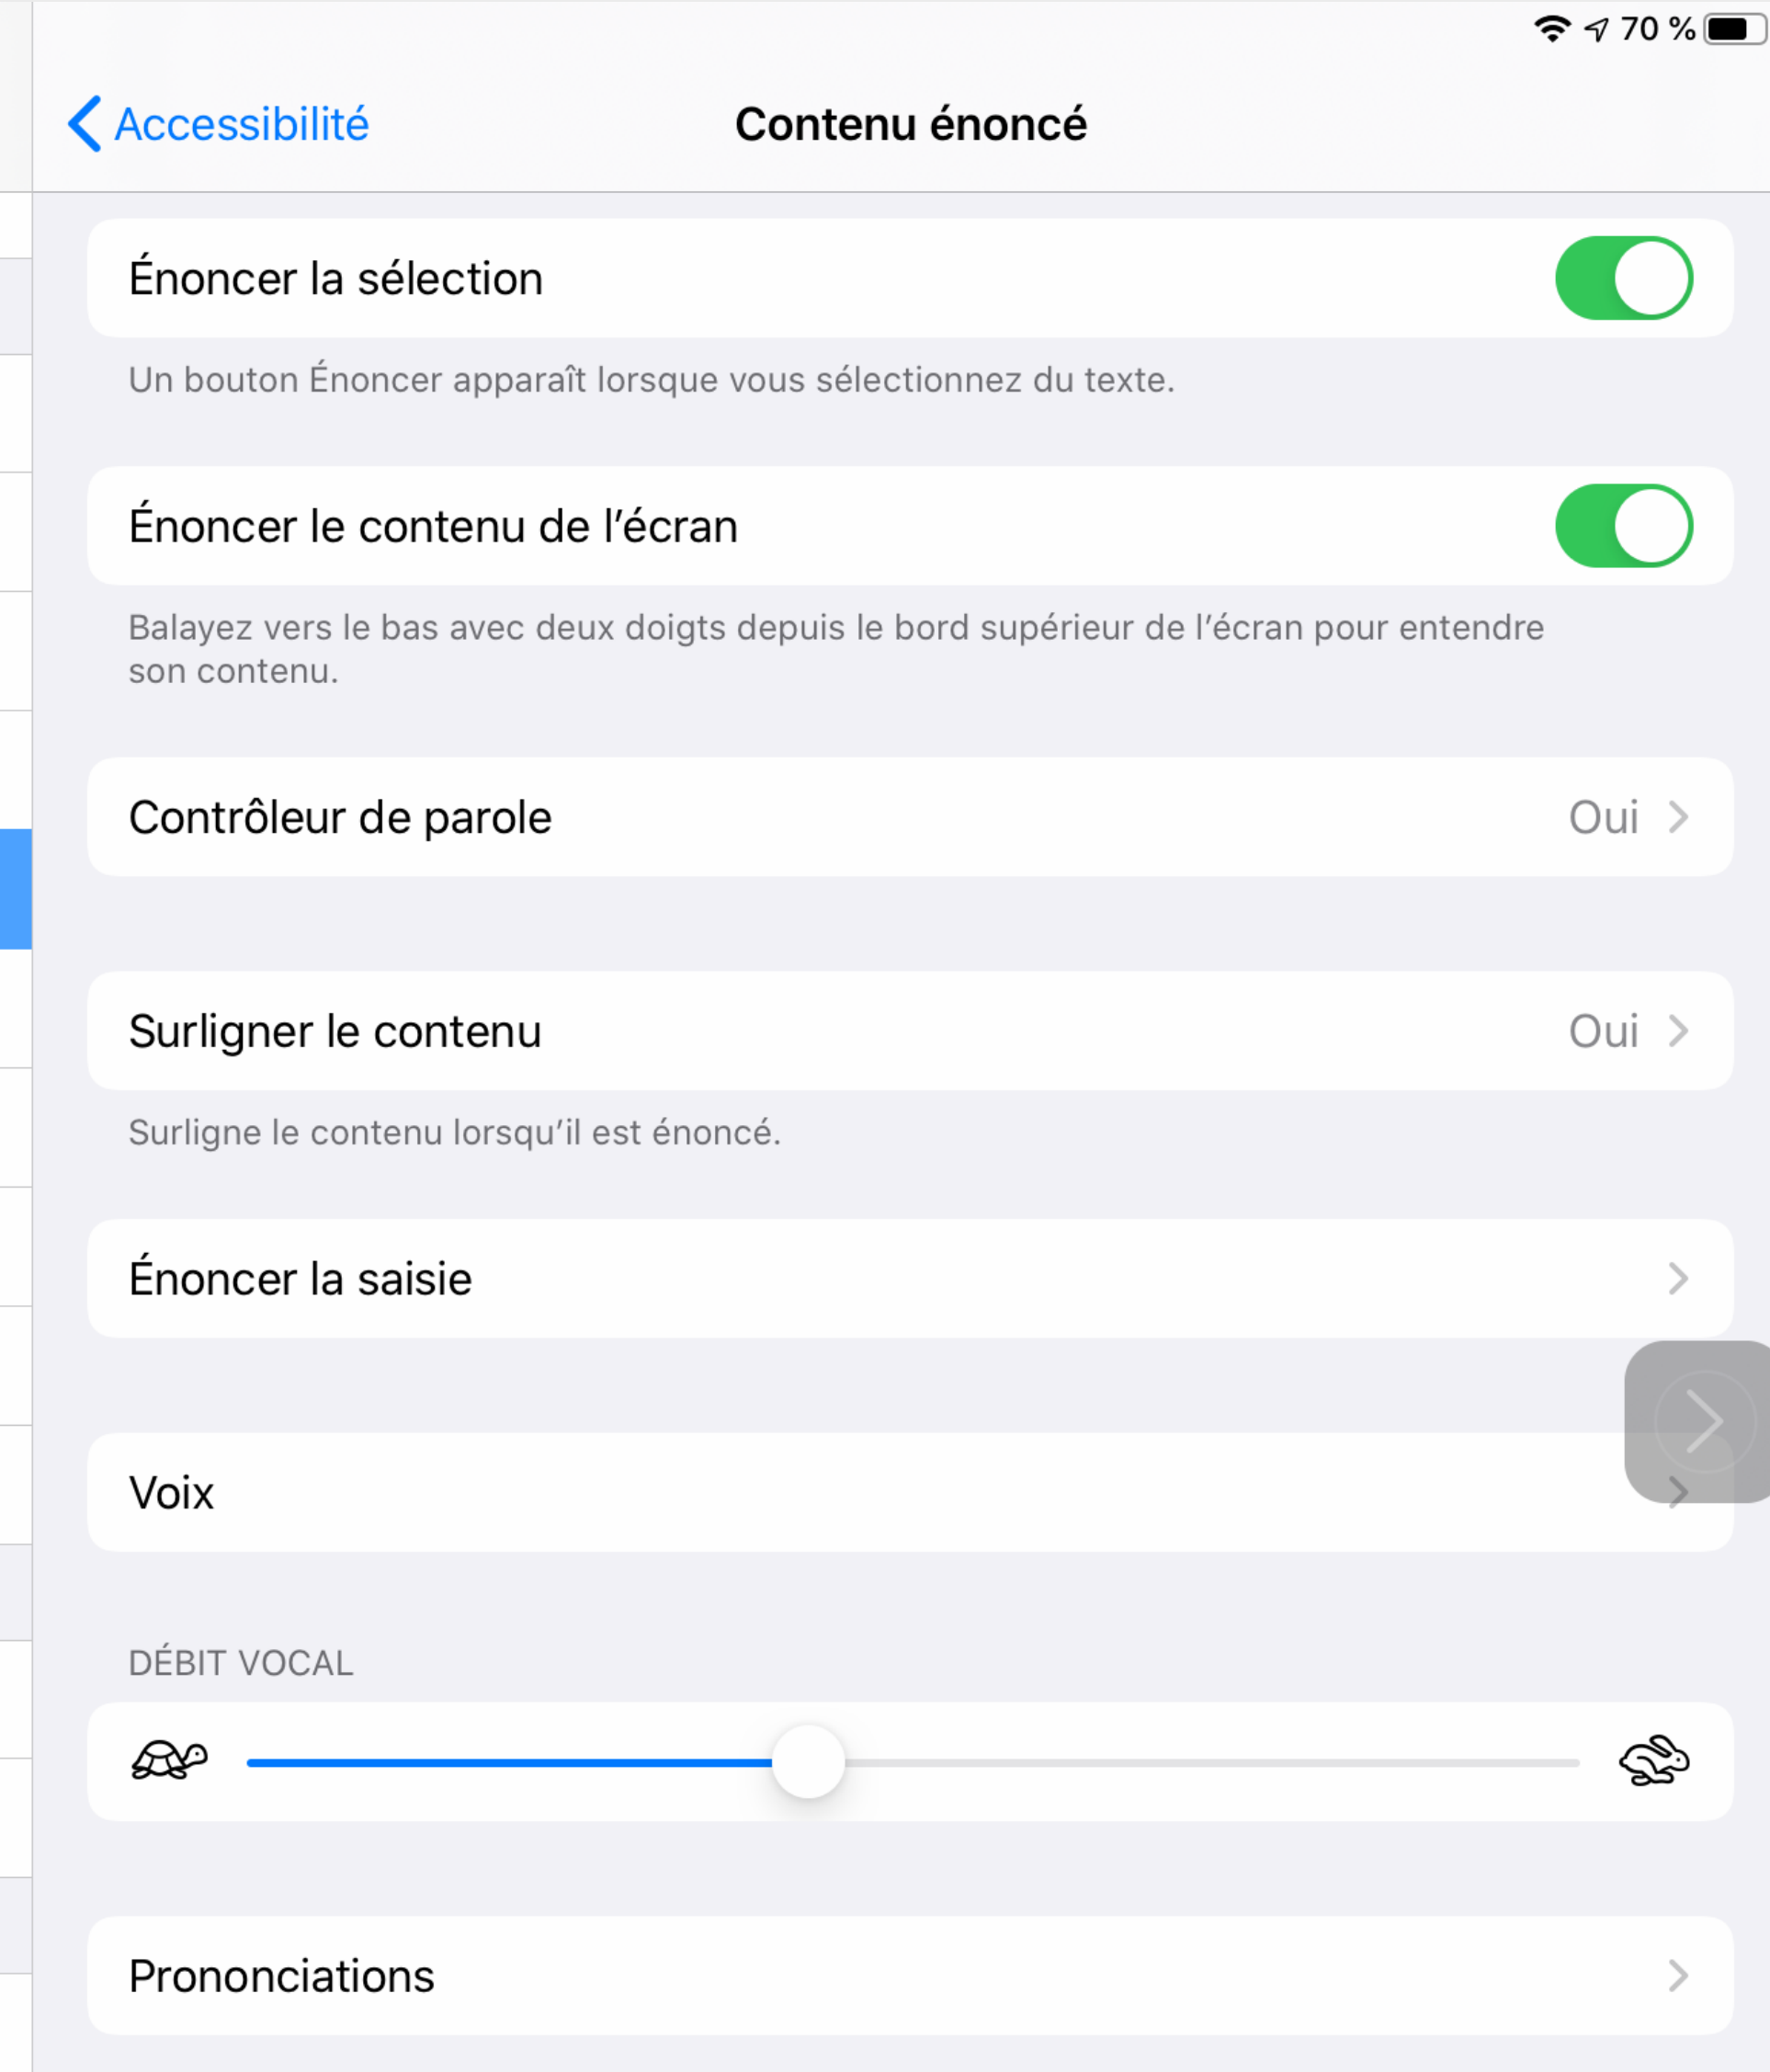 70 %
Accessibilité
Contenu énoncé
Énoncer la sélection
Un bouton Énoncer apparaît lorsque vous sélectionnez du texte.
Énoncer le contenu de l’écran
Balayez vers le bas avec deux doigts depuis le bord supérieur de l’écran pour entendre
son contenu.
Contrôleur de parole Oui
Surligner le contenu Oui
Surligne le contenu lorsqu’il est énoncé.
Énoncer la saisie
Voix
DÉBIT VOCAL
Prononciations